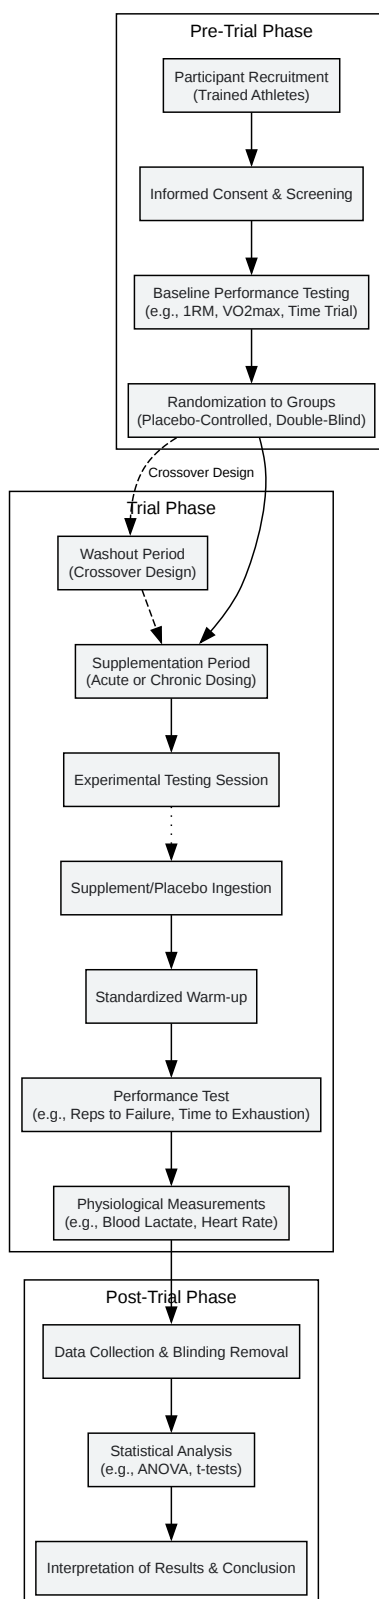 Pre-Trial Phase
Participant Recruitment
(Trained Athletes)
Informed Consent & Screening
Baseline Performance Testing
(e.g., 1RM, VO2max, Time Trial)
Randomization to Groups
(Placebo-Controlled, Double-Blind)
Crossover Design
Trial Phase
Washout Period
(Crossover Design)
Supplementation Period
(Acute or Chronic Dosing)
Experimental Testing Session
Supplement/Placebo Ingestion
Standardized Warm-up
Performance Test
(e.g., Reps to Failure, Time to Exhaustion)
Physiological Measurements
(e.g., Blood Lactate, Heart Rate)
Post-Trial Phase
Data Collection & Blinding Removal
Statistical Analysis
(e.g., ANOVA, t-tests)
Interpretation of Results & Conclusion